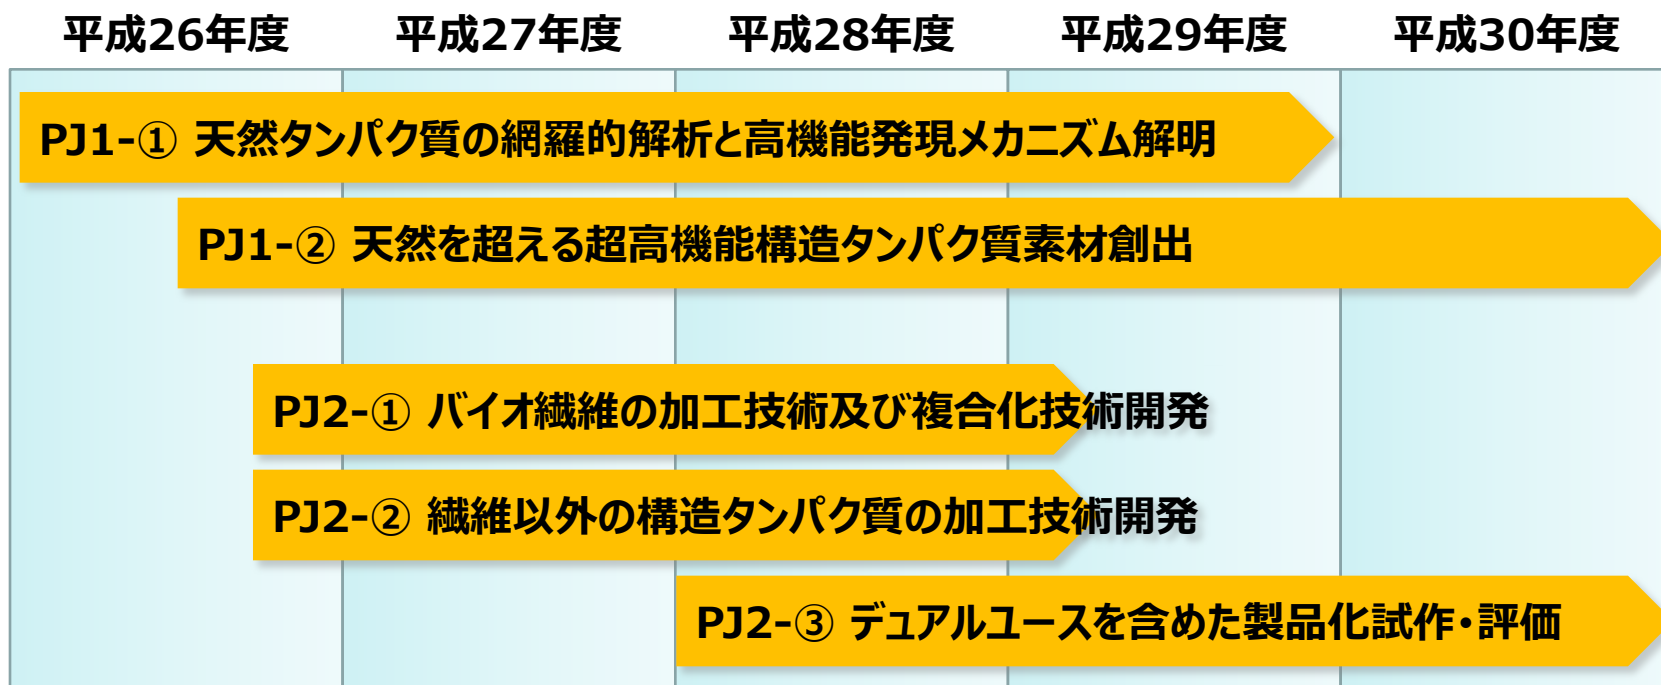 平成26年度 平成27年度 平成28年度 平成29年度 平成30年度
PJ1-① 天然タンパク質の網羅的解析と高機能発現メカニズム解明
PJ1-② 天然を超える超高機能構造タンパク質素材創出
PJ2-① バイオ繊維の加工技術及び複合化技術開発
PJ2-② 繊維以外の構造タンパク質の加工技術開発
PJ2-③ デュアルユースを含めた製品化試作・評価